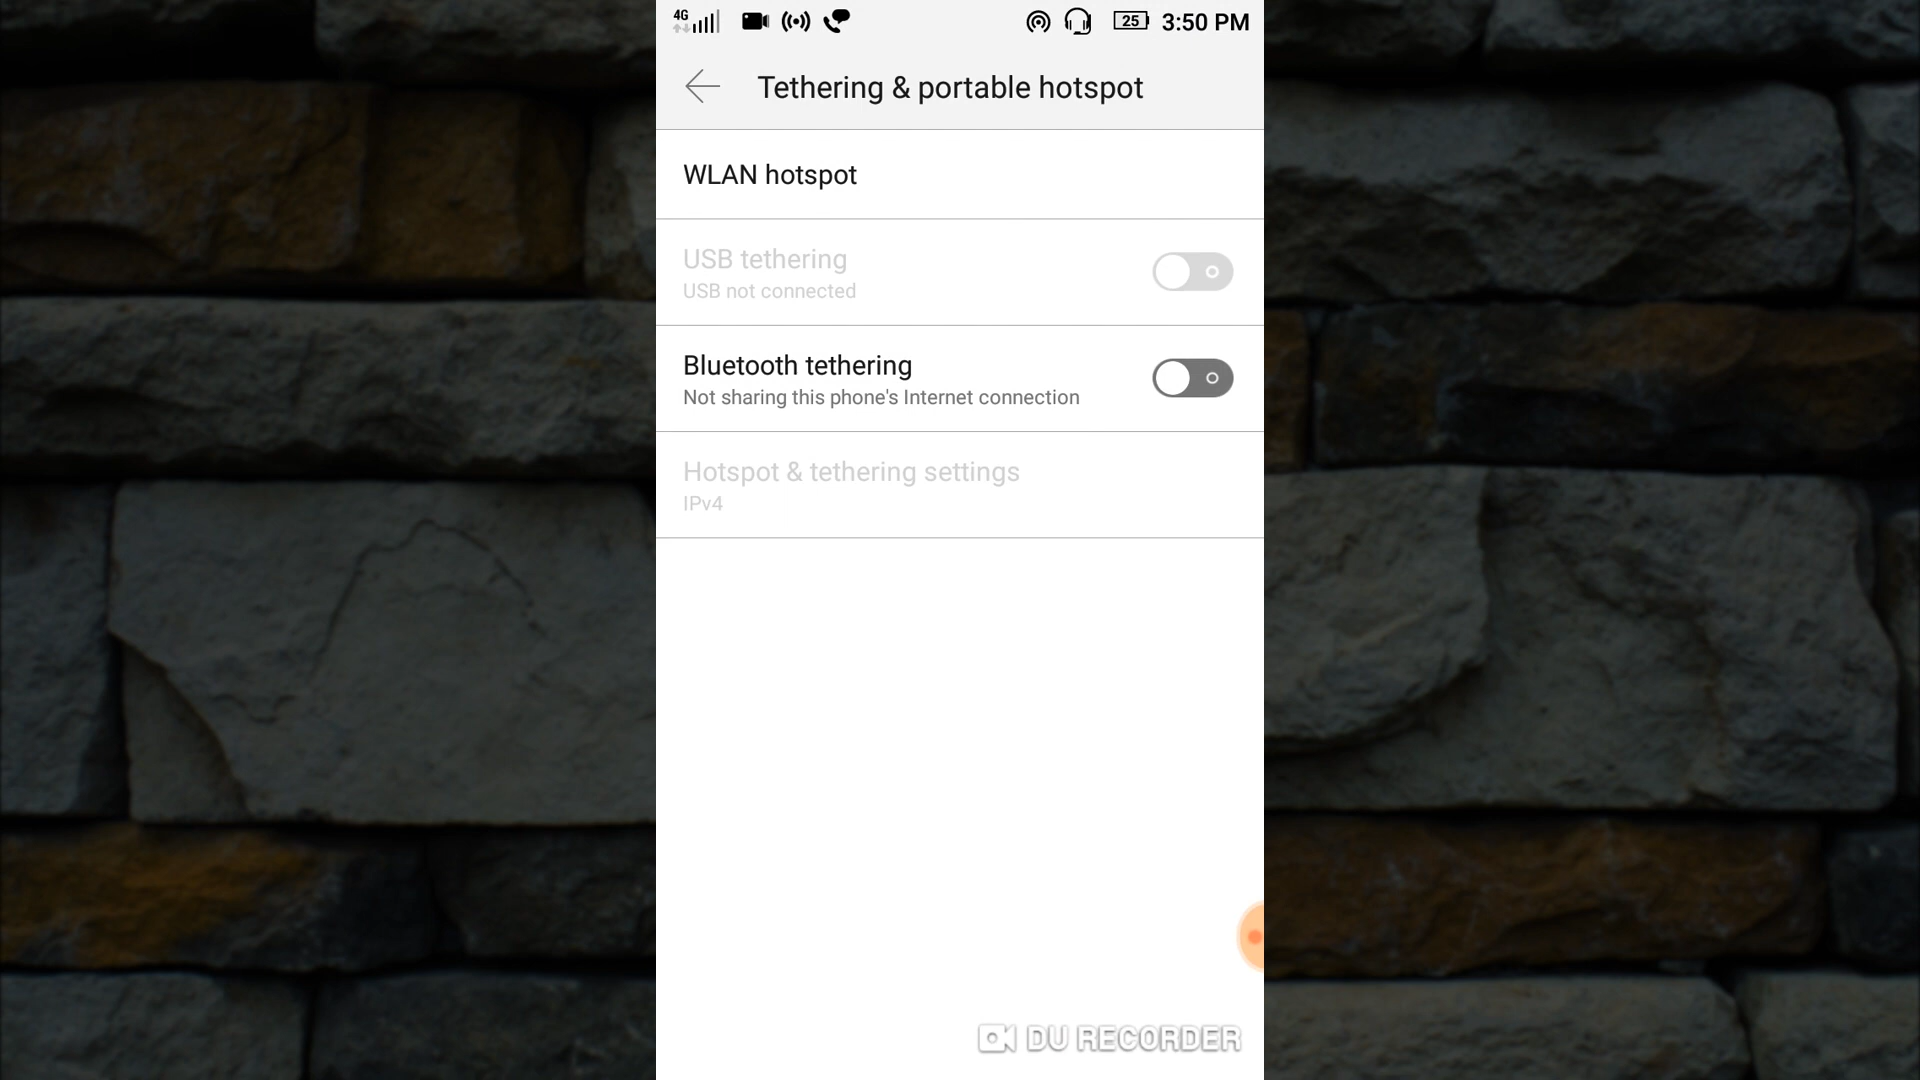 4G 25 3:50 PM
Tethering & portable hotspot
WLAN hotspot
USB tethering
USB not connected
Bluetooth tethering
Not sharing this phone's Internet connection
Hotspot & tethering settings
IPv4
DU RECORDER